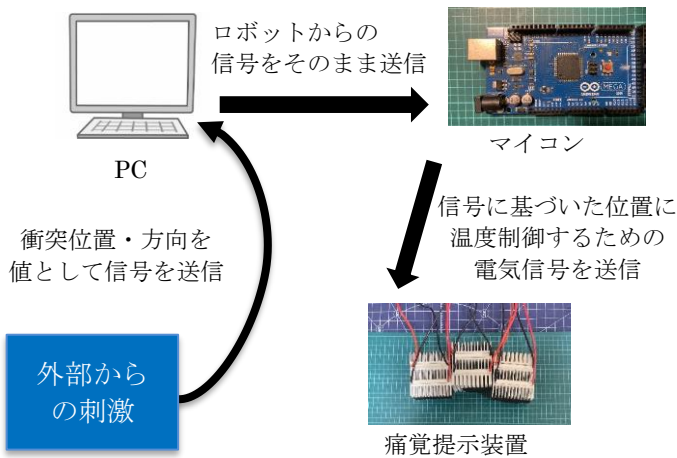 ロボットからの
信号をそのまま送信
PC
マイコン
衝突位置・方向を
値として信号を送信
信号に基づいた位置に
温度制御するための
電気信号を送信
外部から
の刺激
痛覚提示装置
MEGA